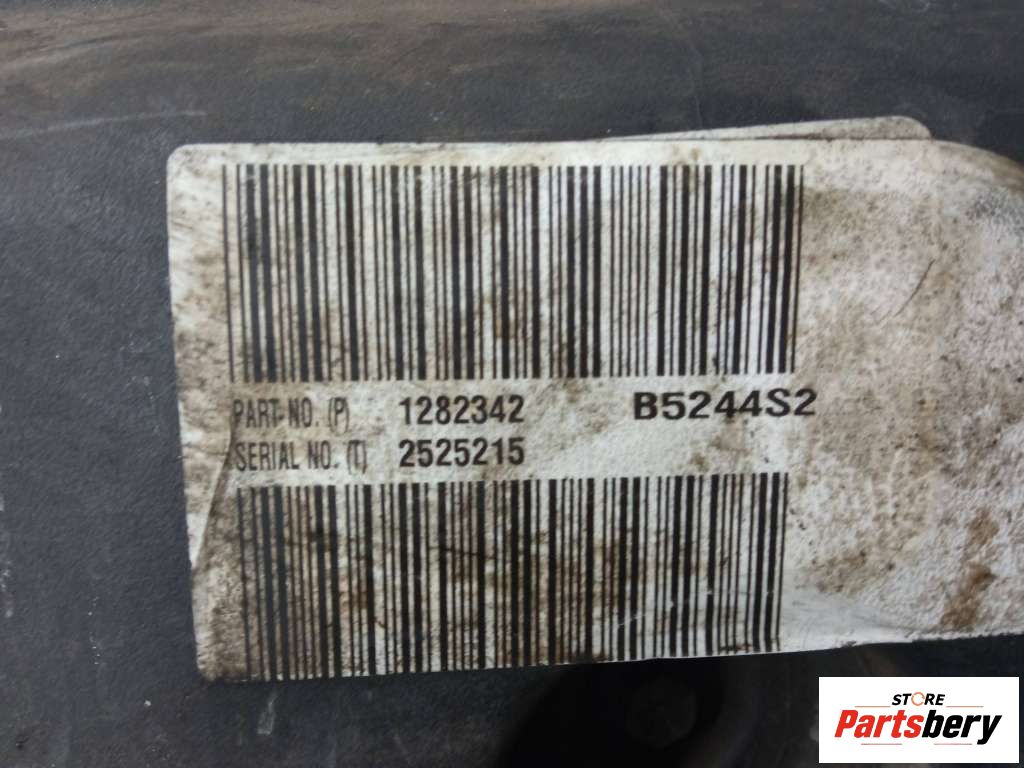 PART NO. (P) 1282342 B5244S2
SERIAL NO. (T) 2525215
STORE
Partsbery